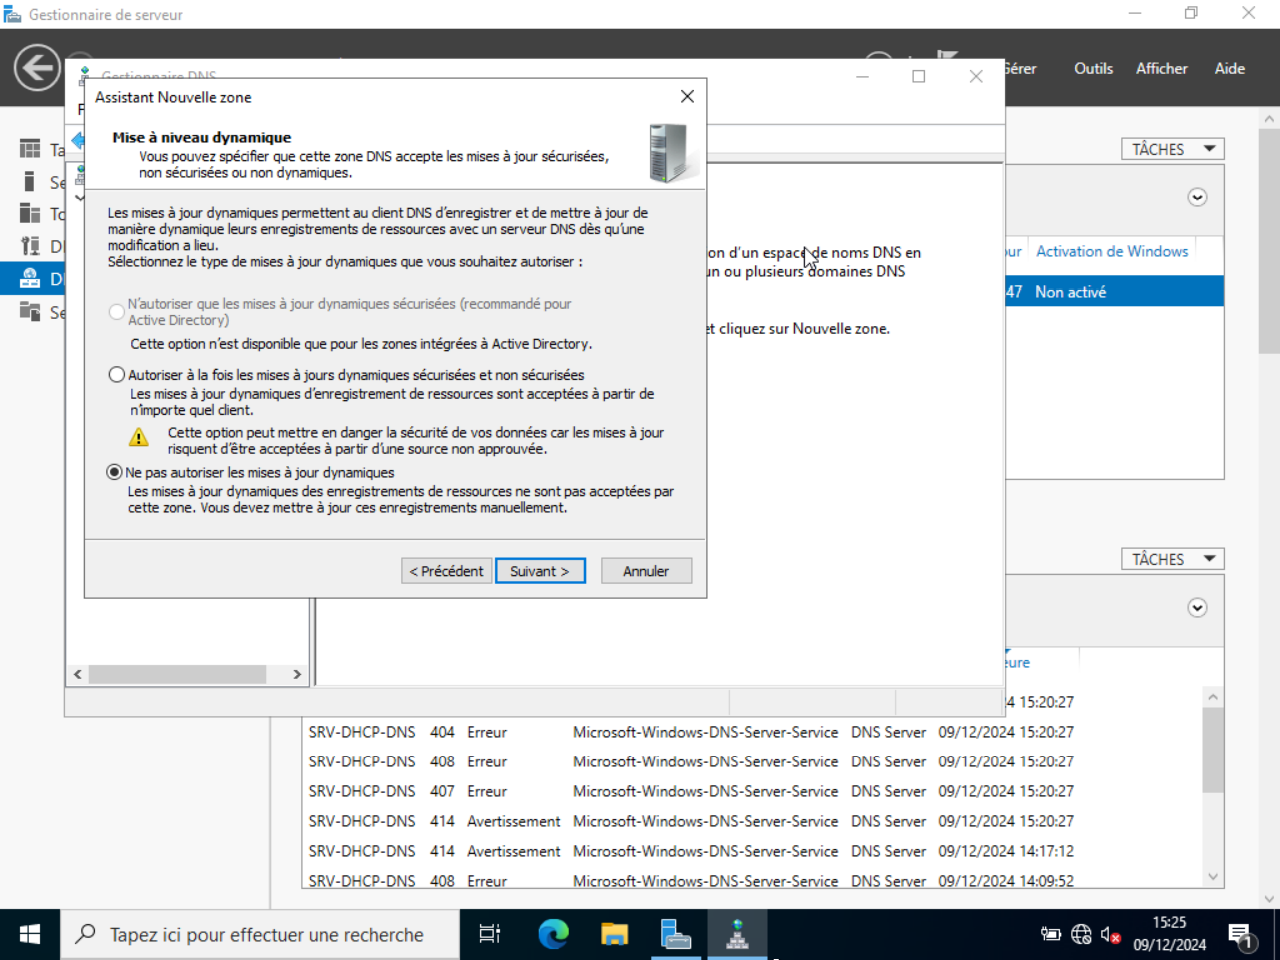 Gestionnaire de serveur
Gérer
Outils
Afficher
Aide
Gestionnaire DNS
Assistant Nouvelle zone
Mise à niveau dynamique
Vous pouvez spécifier que cette zone DNS accepte les mises à jour sécurisées,
non sécurisées ou non dynamiques.
Les mises à jour dynamiques permettent au client DNS d'enregistrer et de mettre à jour de
manière dynamique leurs enregistrements de ressources avec un serveur DNS dès qu'une
modification a lieu.
Sélectionnez le type de mises à jour dynamiques que vous souhaitez autoriser :
N'autoriser que les mises à jour dynamiques sécurisées (recommandé pour
Active Directory)
Cette option n'est disponible que pour les zones intégrées à Active Directory.
Autoriser à la fois les mises à jours dynamiques sécurisées et non sécurisées
Les mises à jour dynamiques d'enregistrement de ressources sont acceptées à partir de
n'importe quel client.
Cette option peut mettre en danger la sécurité de vos données car les mises à jour
risquent d'être acceptées à partir d'une source non approuvée.
Ne pas autoriser les mises à jour dynamiques
Les mises à jour dynamiques des enregistrements de ressources ne sont pas acceptées par
cette zone. Vous devez mettre à jour ces enregistrements manuellement.
< Précédent
Suivant >
Annuler
on d'un espace de noms DNS en
un ou plusieurs domaines DNS
et cliquez sur Nouvelle zone.
TÂCHES
our
Activation de Windows
47
Non activé
TÂCHES
eure
4 15:20:27
SRV-DHCP-DNS 404 Erreur Microsoft-Windows-DNS-Server-Service DNS Server 09/12/2024 15:20:27
SRV-DHCP-DNS 408 Erreur Microsoft-Windows-DNS-Server-Service DNS Server 09/12/2024 15:20:27
SRV-DHCP-DNS 407 Erreur Microsoft-Windows-DNS-Server-Service DNS Server 09/12/2024 15:20:27
SRV-DHCP-DNS 414 Avertissement Microsoft-Windows-DNS-Server-Service DNS Server 09/12/2024 15:20:27
SRV-DHCP-DNS 414 Avertissement Microsoft-Windows-DNS-Server-Service DNS Server 09/12/2024 14:17:12
SRV-DHCP-DNS 408 Erreur Microsoft-Windows-DNS-Server-Service DNS Server 09/12/2024 14:09:52
Tapez ici pour effectuer une recherche
15:25
09/12/2024
1